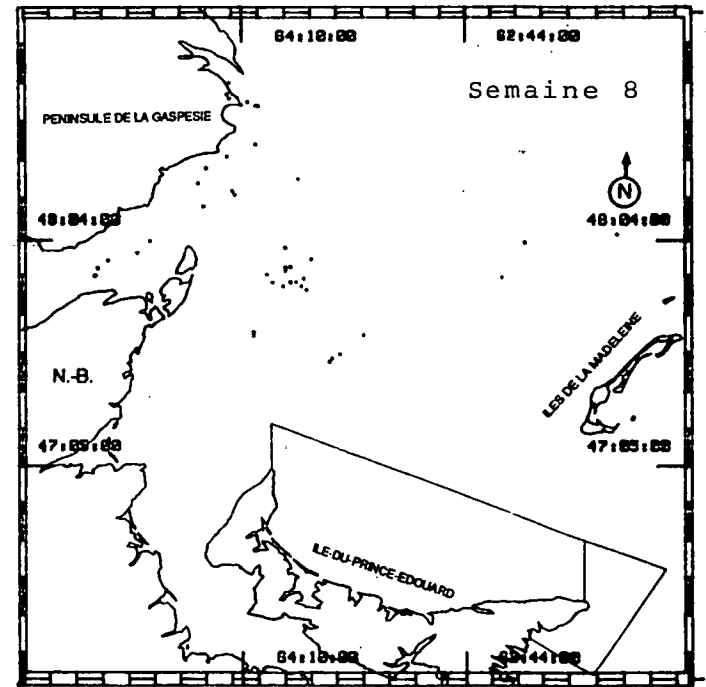 64:10:00 62:44:00
Semaine 8
PENINSULE DE LA GASPESIE
N
48:04:00 48:04:00
ILES DE LA MADELEINE
N.-B.
47:05:00 47:05:00
ILE-DU-PRINCE-EDOUARD
64:10:00 62:44:00